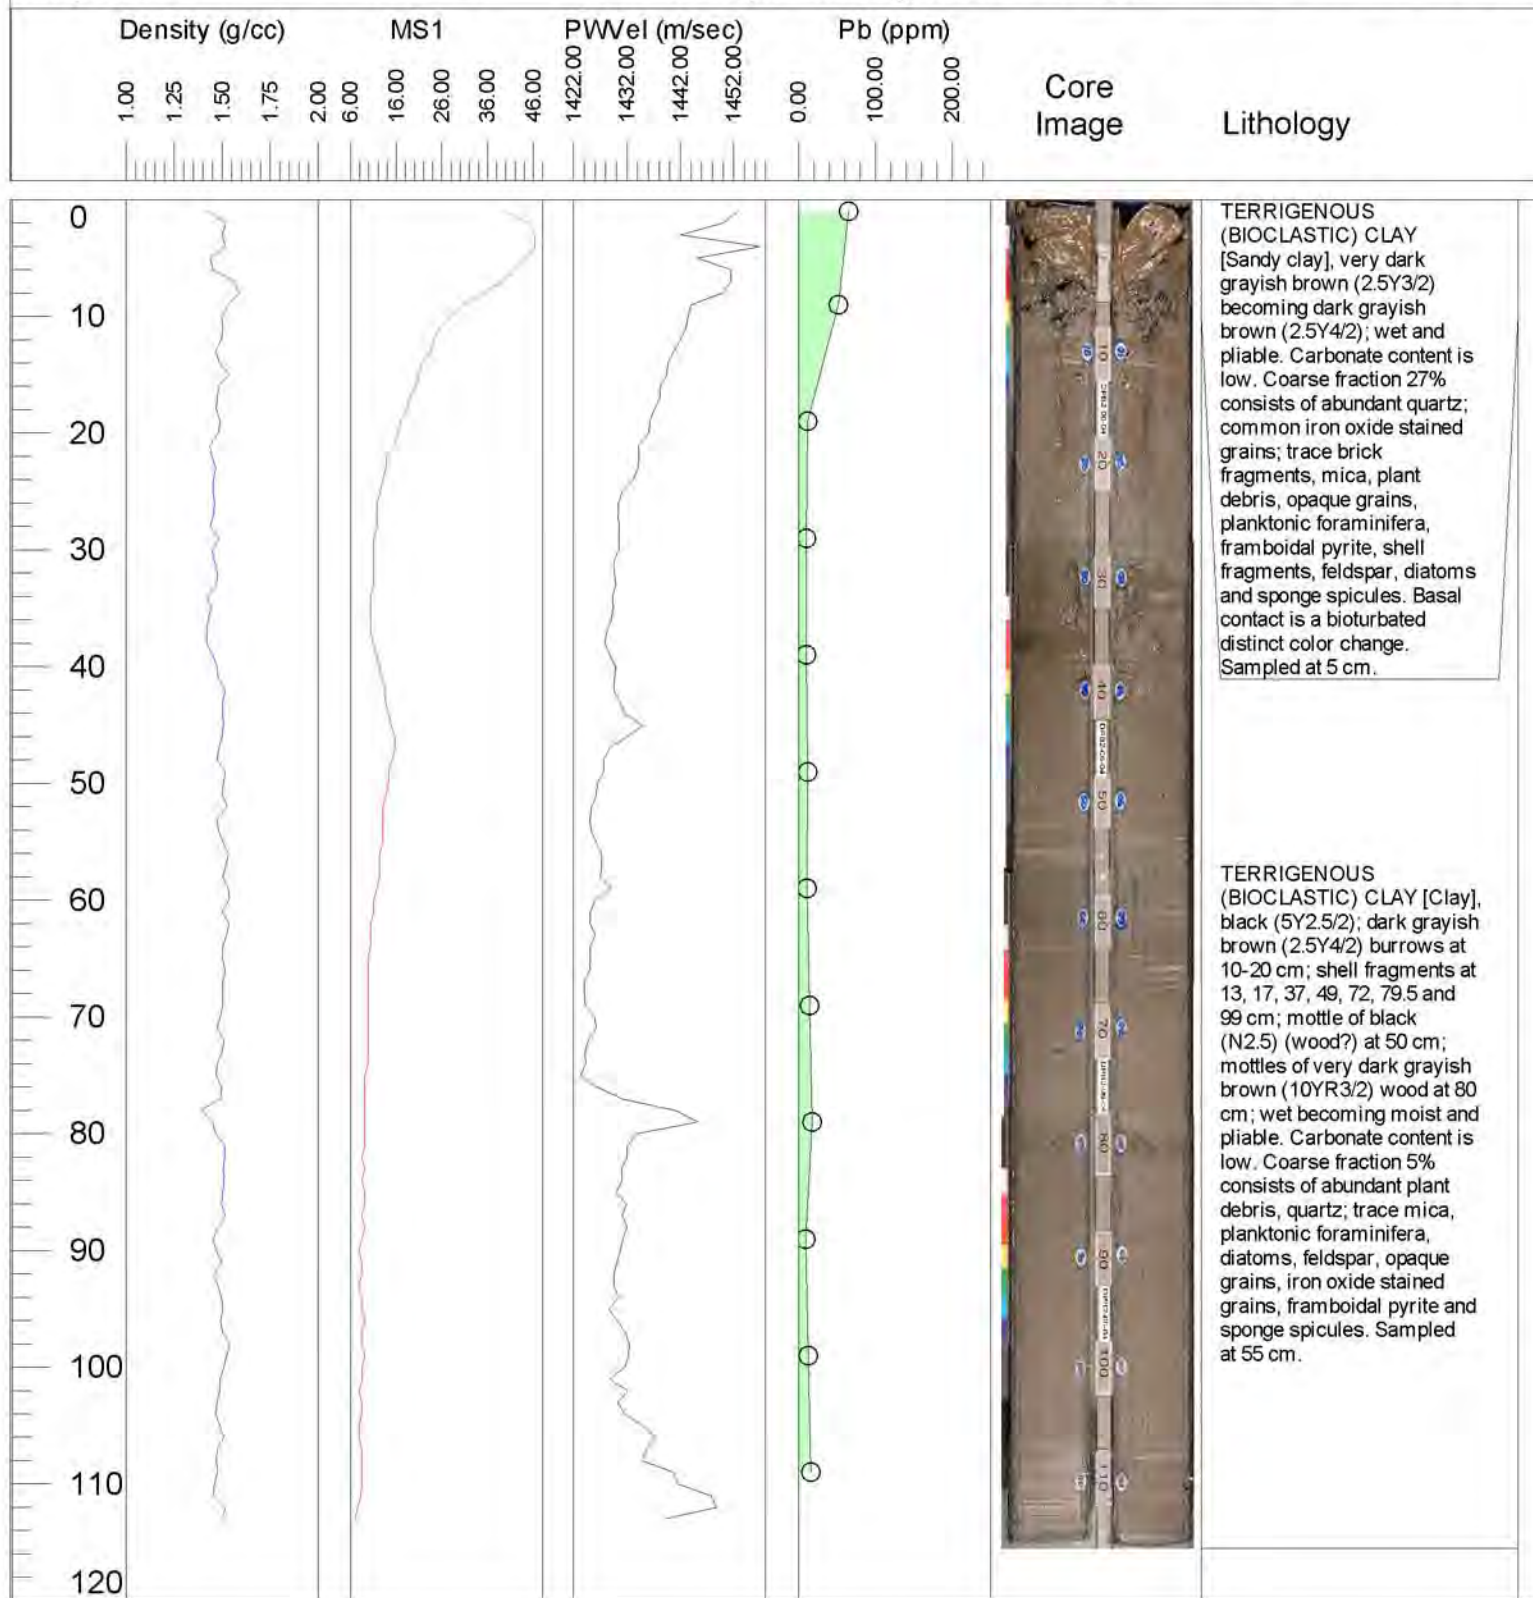 Density (g/cc)
MS1
PWVel (m/sec)
Pb (ppm)
Core
Image
Lithology
1.00
1.25
1.50
1.75
2.00
6.00
16.00
26.00
36.00
46.00
1422.00
1432.00
1442.00
1452.00
0.00
100.00
200.00
0
10
20
30
40
50
60
70
80
90
100
110
120
10
20
30
40
50
60
70
80
90
100
110
TERRIGENOUS
(BIOCLASTIC) CLAY
[Sandy clay], very dark
grayish brown (2.5Y3/2)
becoming dark grayish
brown (2.5Y4/2); wet and
pliable. Carbonate content is
low. Coarse fraction 27%
consists of abundant quartz;
common iron oxide stained
grains; trace brick
fragments, mica, plant
debris, opaque grains,
planktonic foraminifera,
framboidal pyrite, shell
fragments, feldspar, diatoms
and sponge spicules. Basal
contact is a bioturbated
distinct color change.
Sampled at 5 cm.
TERRIGENOUS
(BIOCLASTIC) CLAY [Clay],
black (5Y2.5/2); dark grayish
brown (2.5Y4/2) burrows at
10-20 cm; shell fragments at
13, 17, 37, 49, 72, 79.5 and
99 cm; mottle of black
(N2.5) (wood?) at 50 cm;
mottles of very dark grayish
brown (10YR3/2) wood at 80
cm; wet becoming moist and
pliable. Carbonate content is
low. Coarse fraction 5%
consists of abundant plant
debris, quartz; trace mica,
planktonic foraminifera,
diatoms, feldspar, opaque
grains, iron oxide stained
grains, framboidal pyrite and
sponge spicules. Sampled
at 55 cm.